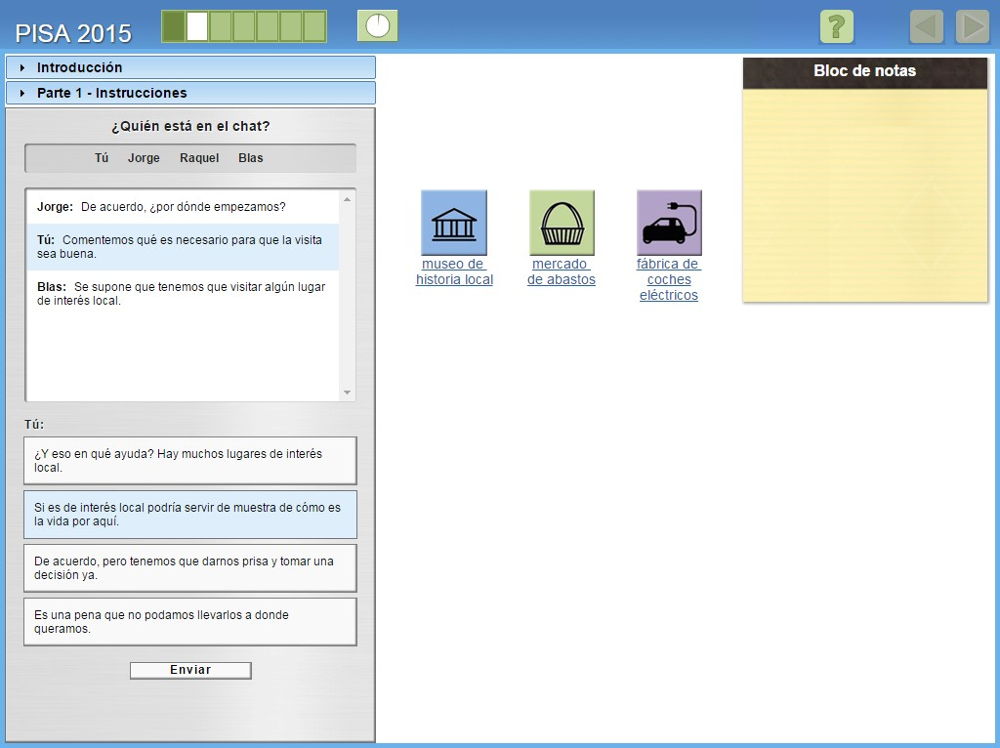 PISA 2015
?
Introducción
Parte 1 - Instrucciones
¿Quién está en el chat?
Tú Jorge Raquel Blas
Jorge: De acuerdo, ¿por dónde empezamos?
Tú: Comentemos qué es necesario para que la visita
sea buena.
Blas: Se supone que tenemos que visitar algún lugar
de interés local.
Tú:
¿Y eso en qué ayuda? Hay muchos lugares de interés
local.
Si es de interés local podría servir de muestra de cómo es
la vida por aquí.
De acuerdo, pero tenemos que darnos prisa y tomar una
decisión ya.
Es una pena que no podamos llevarlos a donde
queramos.
Enviar
museo de
historia local
mercado
de abastos
fábrica de
coches
eléctricos
Bloc de notas